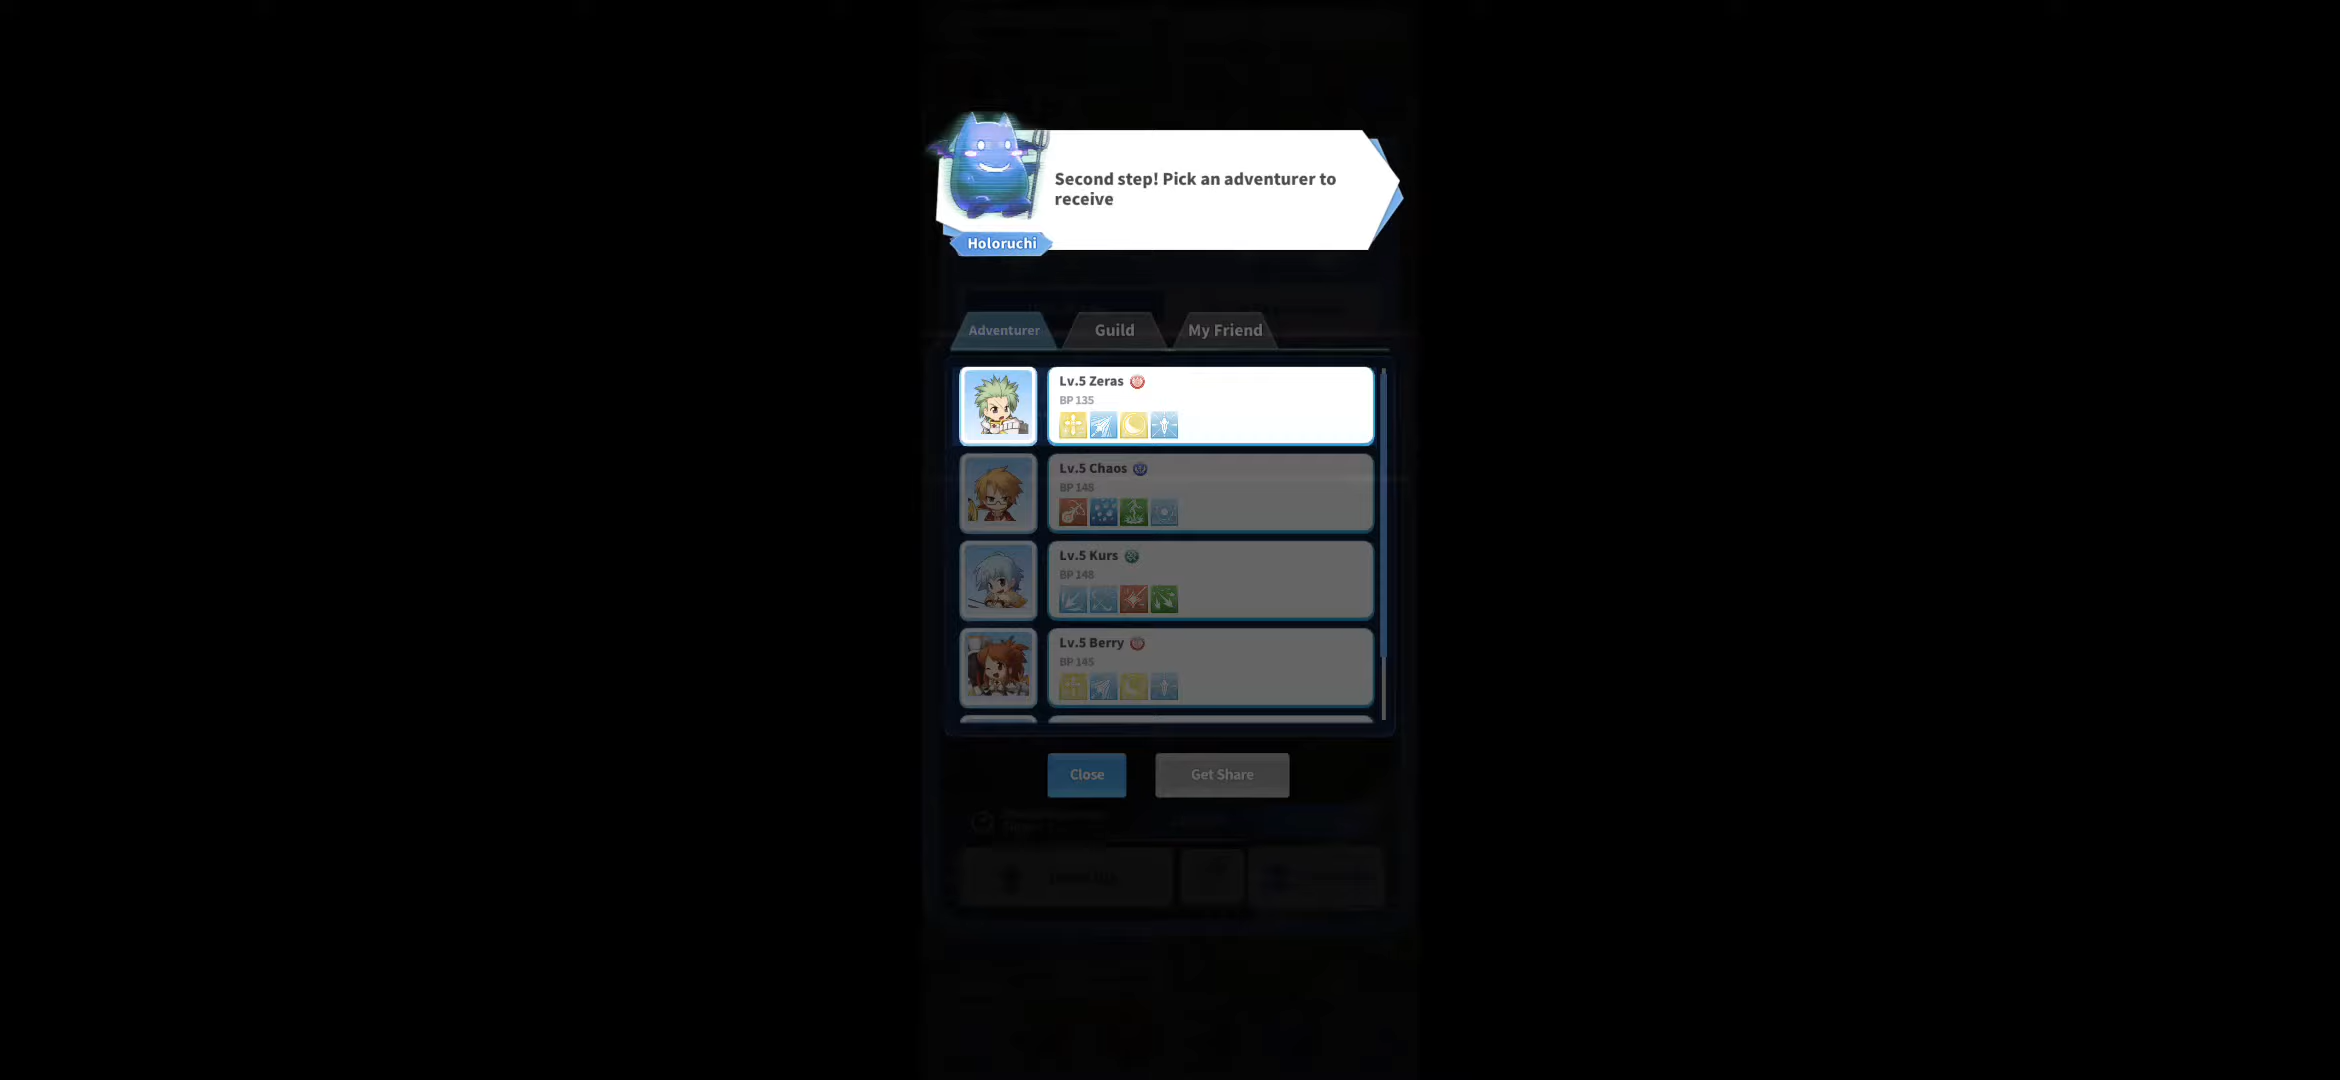 Second step! Pick an adventurer to
receive
Holoruchi
Adventurer
Guild
My Friend
Lv.5 Zeras
BP 135
Lv.5 Chaos
BP 148
Lv.5 Kurs
BP 148
Lv.5 Berry
BP 145
Close
Get Share